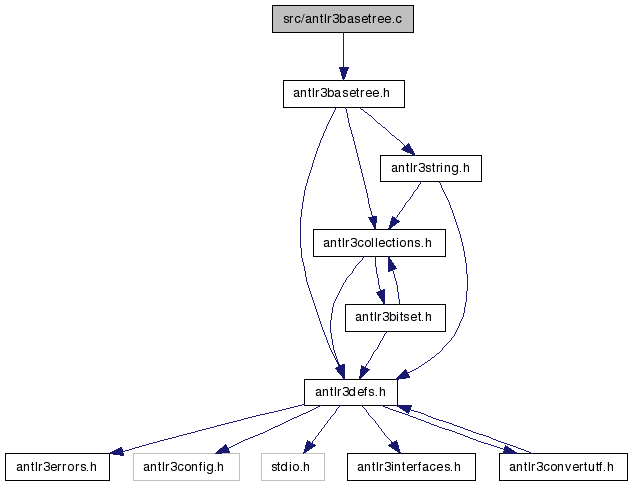 src/antlr3basetree.c
antlr3basetree.h
antlr3string.h
antlr3collections.h
antlr3bitset.h
antlr3defs.h
antlr3errors.h
antlr3config.h
stdio.h
antlr3interfaces.h
antlr3convertutf.h